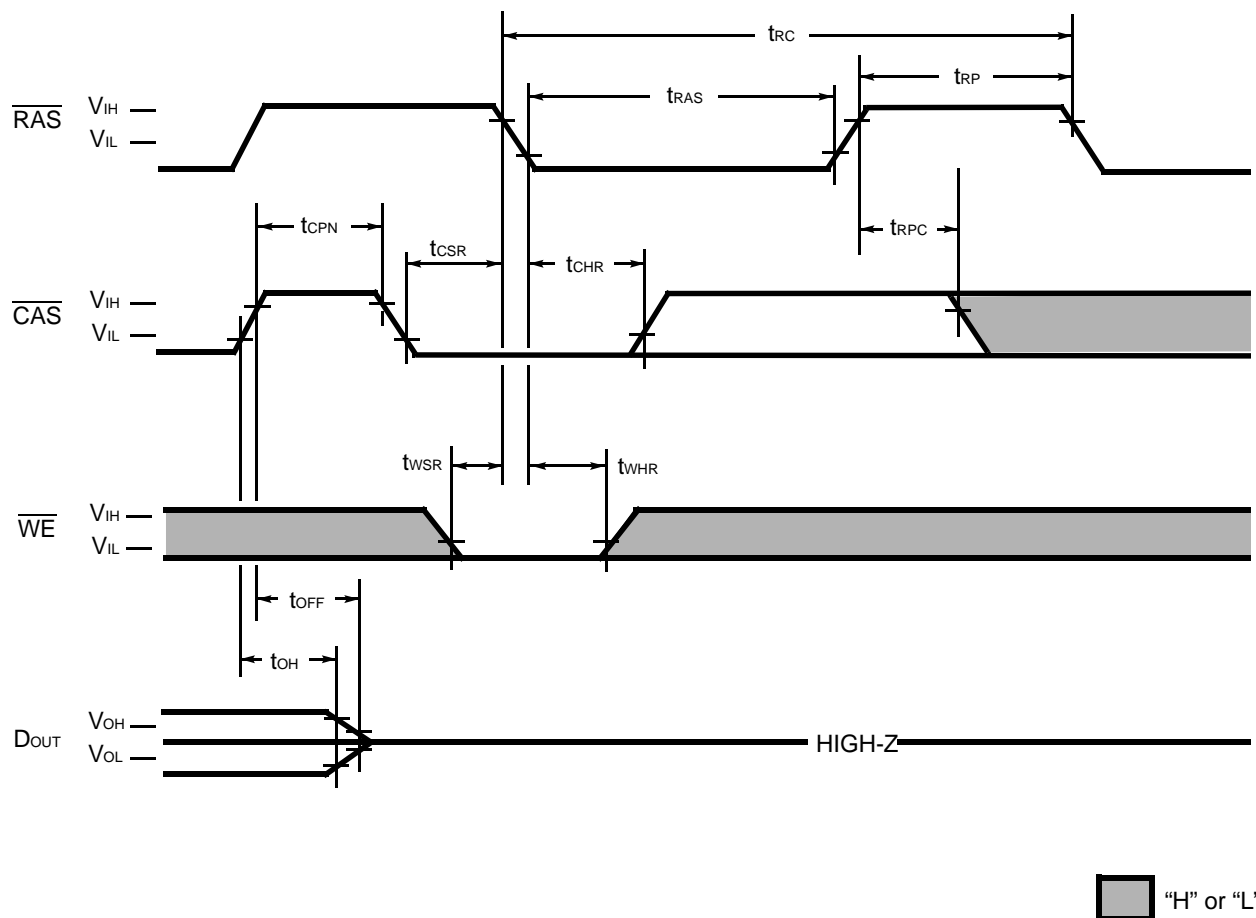 tRC
tRP
tRAS
RAS
VIH
VIL
tCPN
tCSR
tCHR
tRPC
CAS
VIH
VIL
tWSR
tWHR
WE
VIH
VIL
tOFF
tOH
DOUT
VOH
VOL
HIGH-Z
“H” or “L”